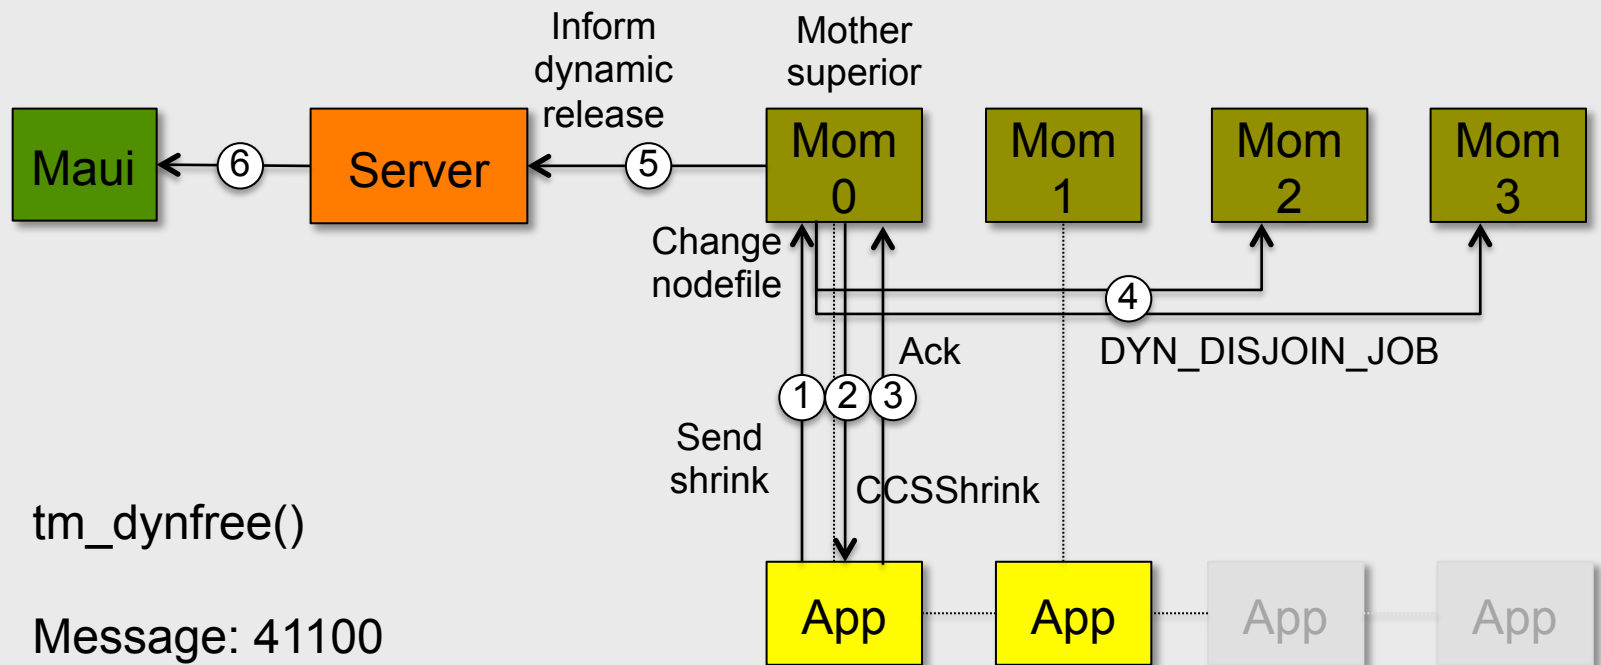 Inform
dynamic
release
Mother
superior
Maui
6
Server
5
Mom
0
Mom
1
Mom
2
Mom
3
Change
nodefile
4
Ack
DYN_DISJOIN_JOB
1
2
3
Send
shrink
CCSShrink
tm_dynfree()
Message: 41100
App
App
App
App